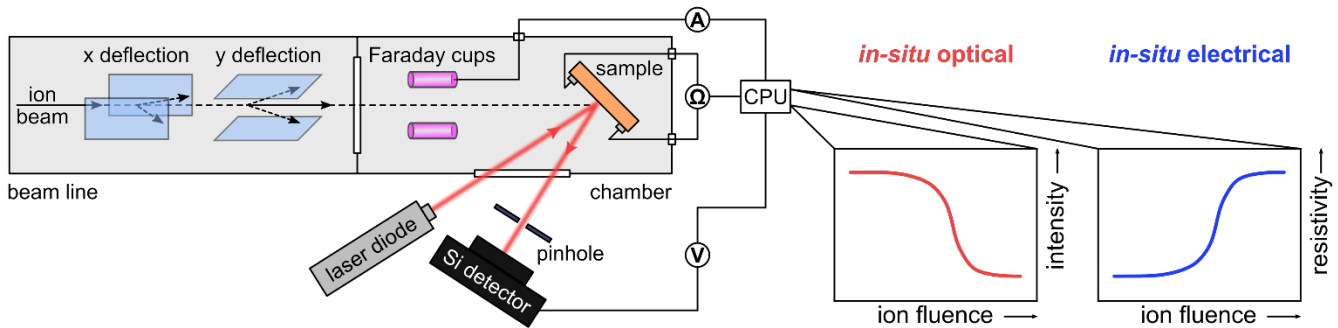 x deflection
y deflection
ion
beam
beam line
Faraday cups
sample
chamber
laser diode
Si detector
pinhole
A
Ω
V
CPU
in-situ optical
intensity
ion fluence
in-situ electrical
resistivity
ion fluence